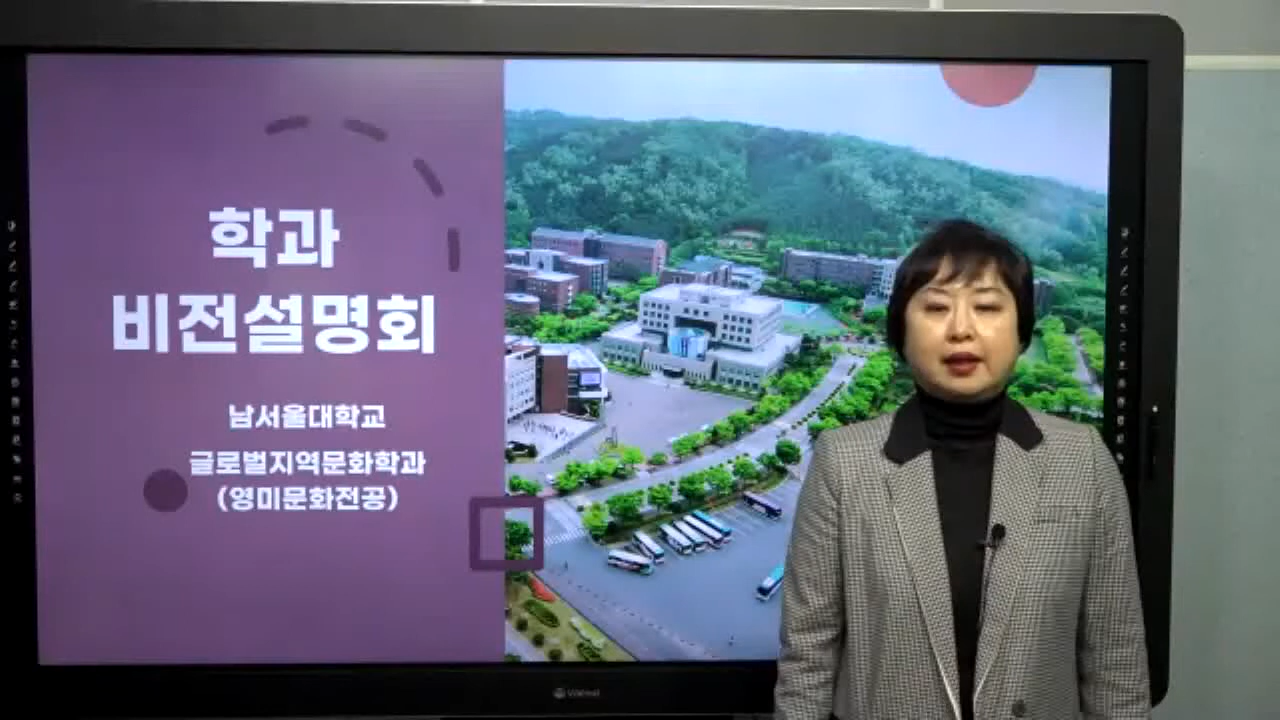 학과
비전설명회
남서울대학교
글로벌지역문화학과
(영미문화전공)